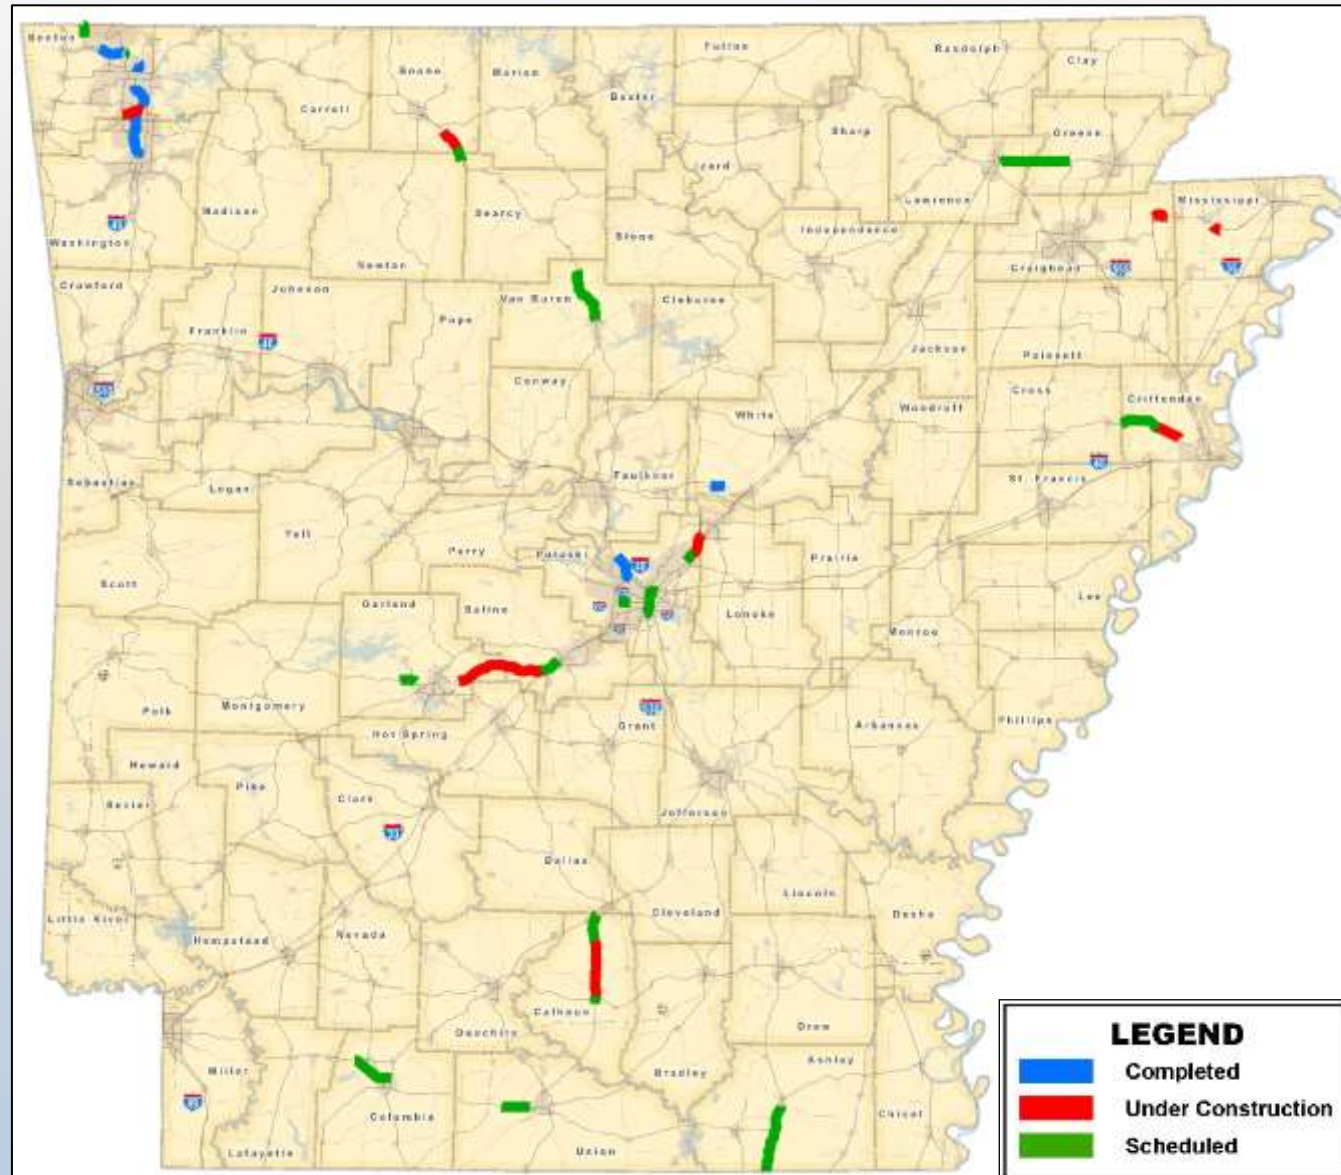 Benton
Boone
Marion
Fulton
Randolph
Clay
Carroll
Baxter
Sharp
Greene
Izard
Lawrence
Mississippi
Madison
Searcy
Stone
Independence
Washington
Newton
Craighead
Crawford
Johnson
Van Buren
Cleburne
Franklin
Pope
Jackson
Poinsett
Conway
Cross
Crittenden
White
Woodruff
Sebastian
Logan
Faulkner
St. Francis
Yell
Perry
Pulaski
Prairie
Scott
Garland
Saline
Lonoke
Lee
Monroe
Polk
Montgomery
Hot Spring
Grant
Arkansas
Phillips
Howard
Sevier
Pike
Clark
Jefferson
Dallas
Lincoln
Little River
Cleveland
Desha
Hempstead
Nevada
Calhoun
Ouachita
Drew
Miller
Bradley
Ashley
Columbia
Chicot
Lafayette
Union
LEGEND
Completed
Under Construction
Scheduled